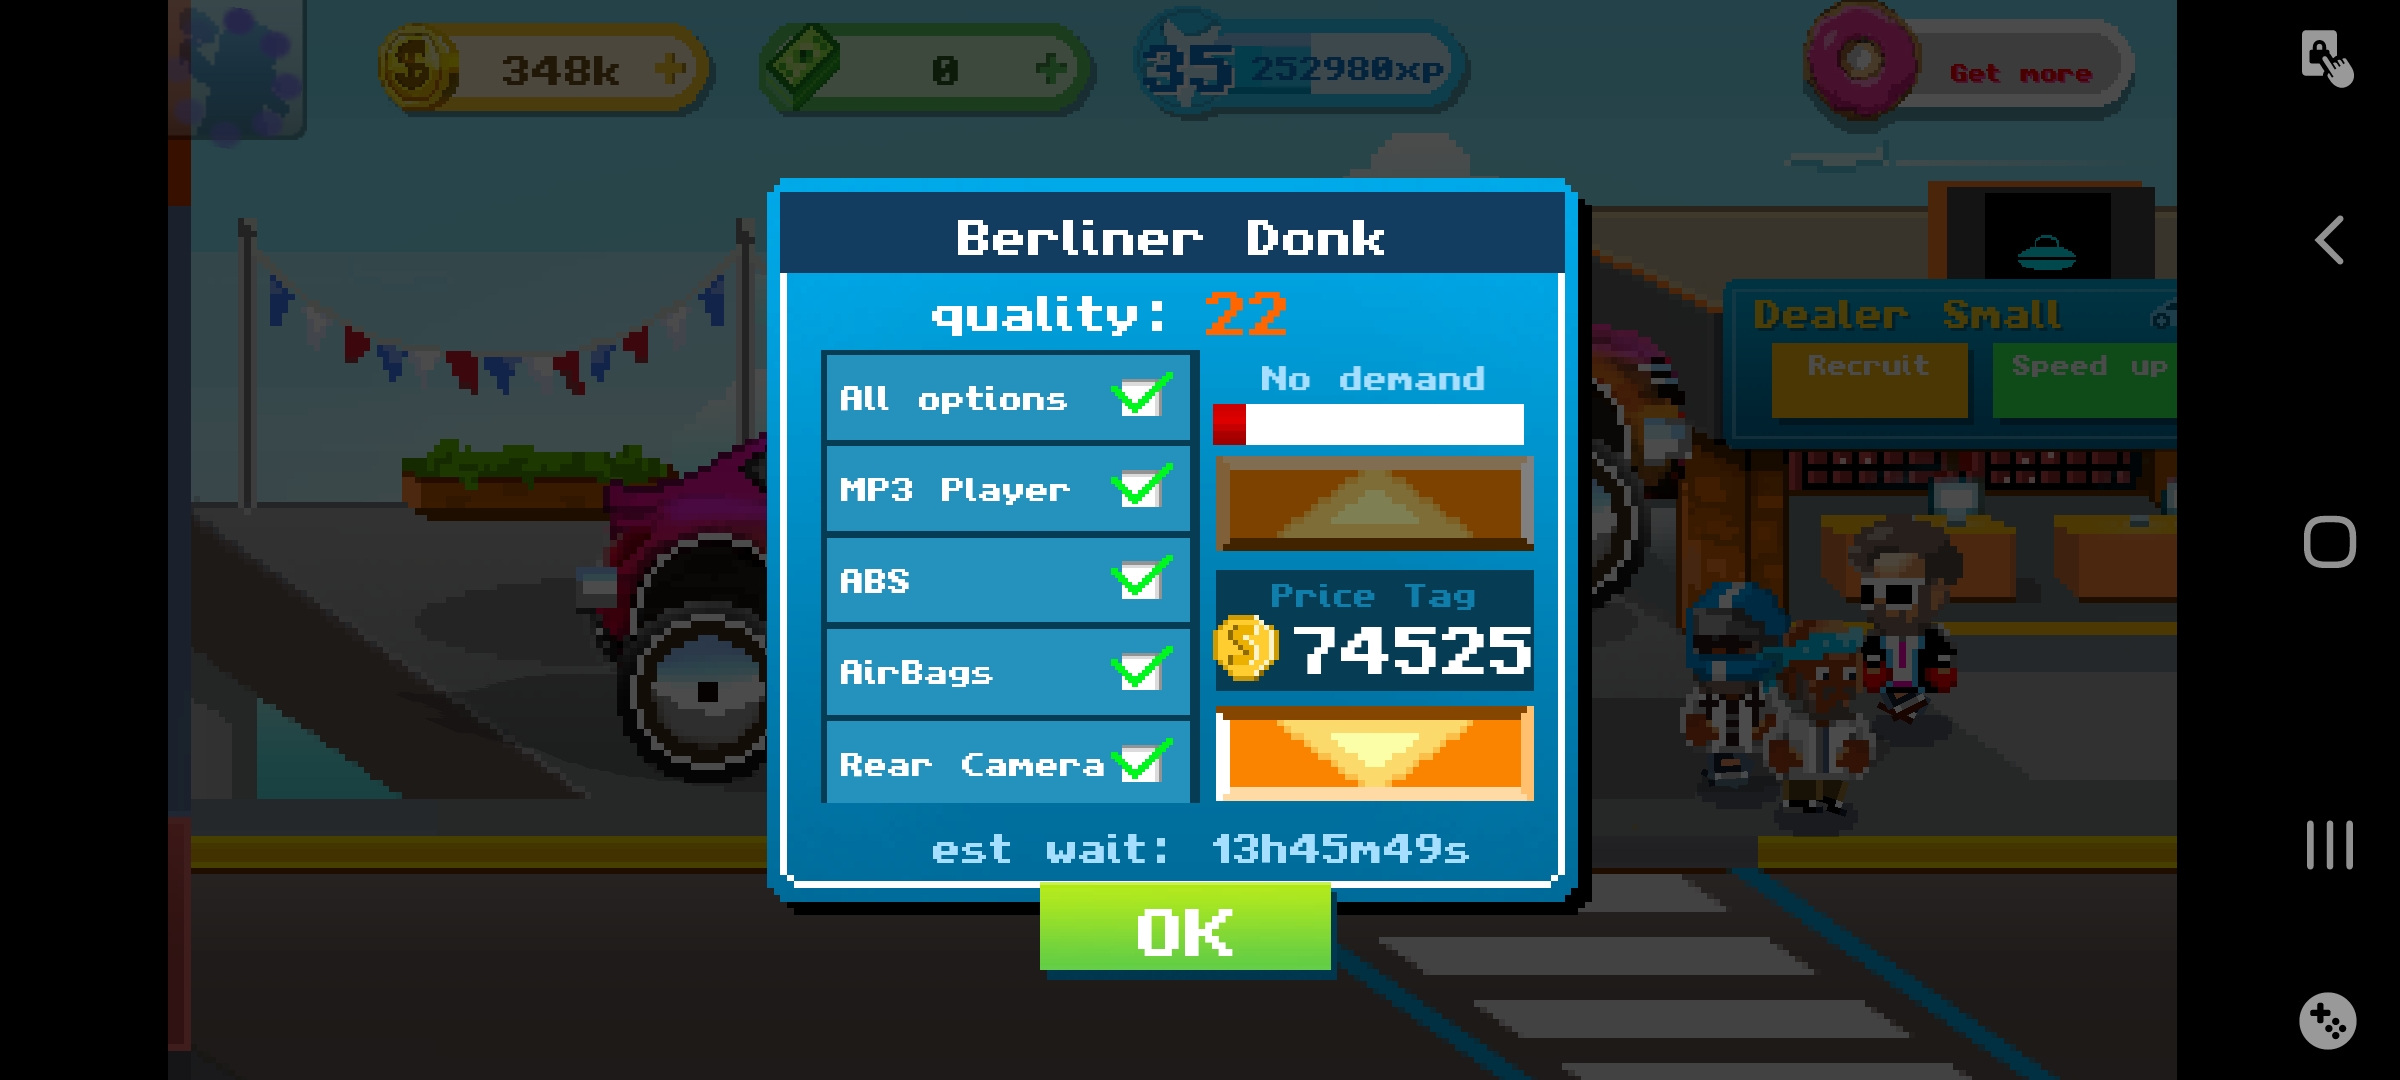 348k
0
35 252980xp
Get more
Berliner Donk
quality: 22
All options
MP3 Player
ABS
AirBags
Rear Camera
No demand
Price Tag
74525
est wait: 13h45m49s
OK
Dealer Small
Recruit
Speed up